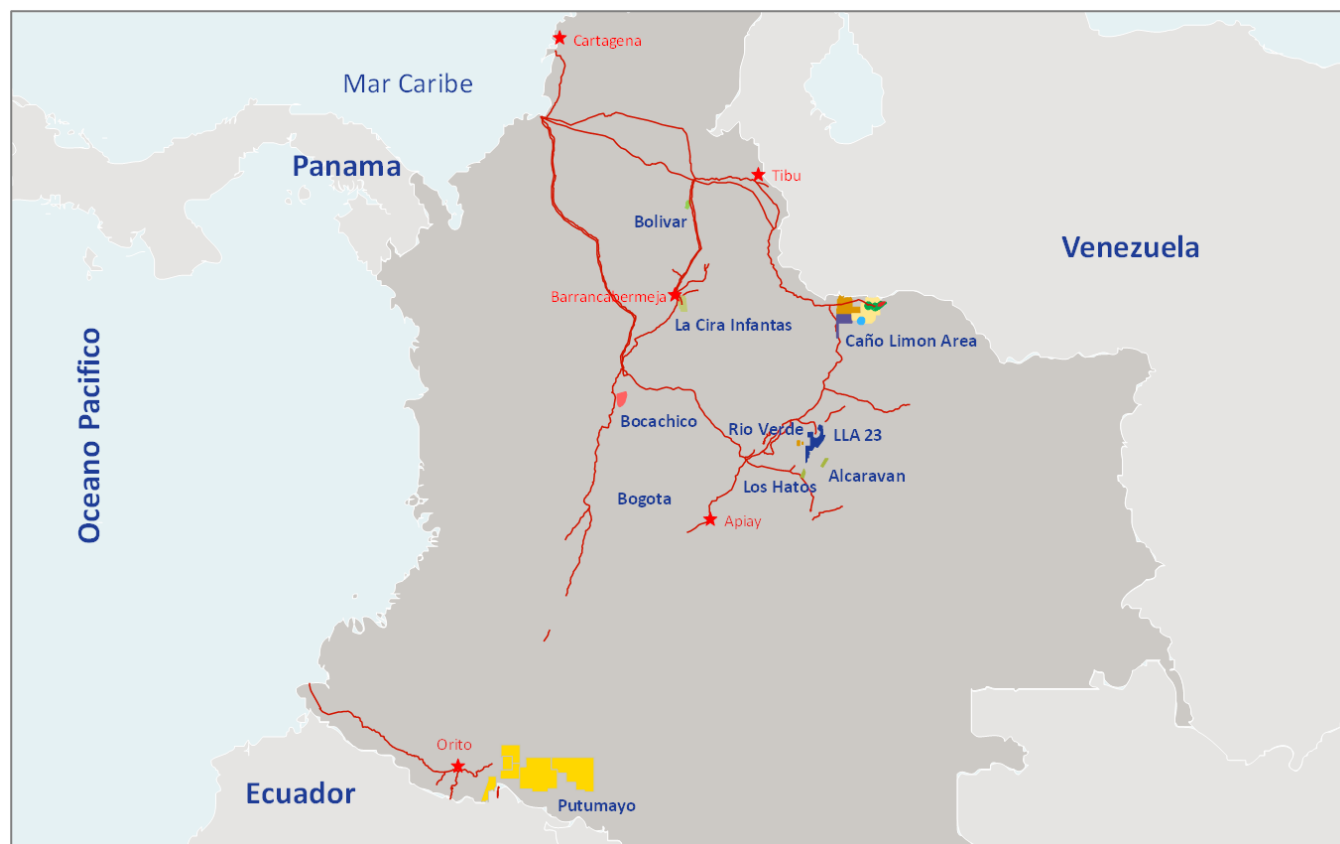 Cartagena
Mar Caribe
Panama
Tibu
Bolivar
Venezuela
Barrancabermeja
La Cira Infantas
Caño Limon Area
Oceano Pacifico
Bocachico
Rio Verde
LLA 23
Alcaravan
Los Hatos
Bogota
Apiay
Orito
Ecuador
Putumayo